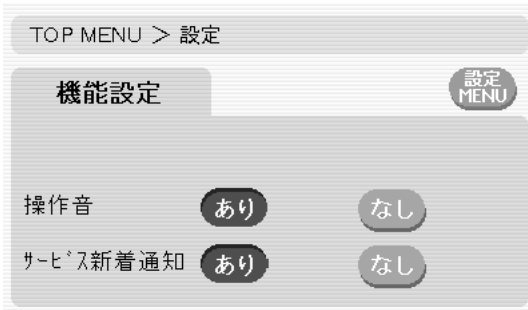 TOP MENU ＞ 設定
機能設定
設定
MENU
操作音 あり なし
ｻｰﾋﾞｽ新着通知 あり なし